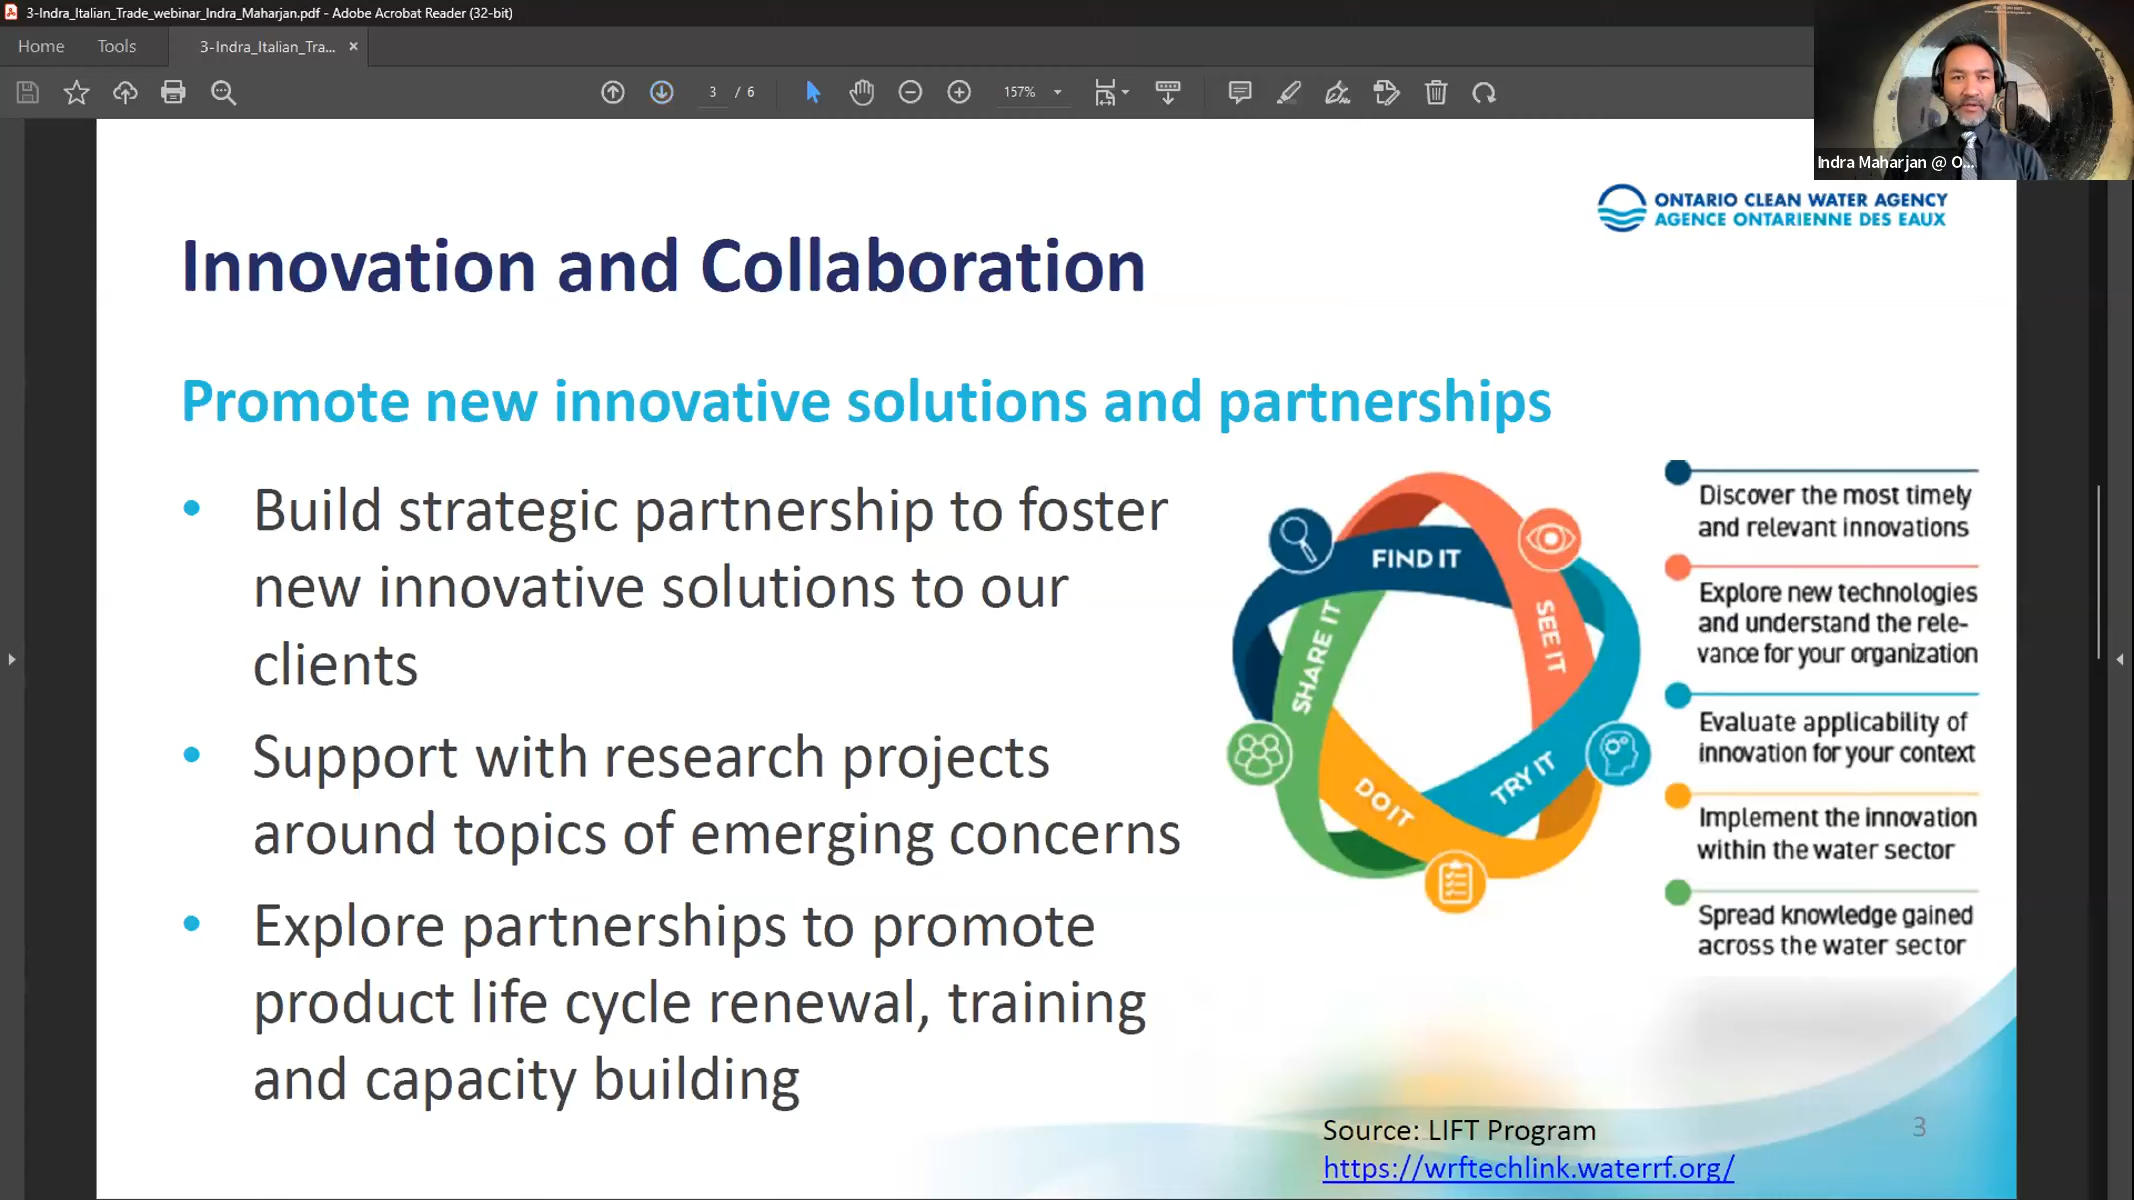 3-Indra_Italian_Trade_webinar_Indra_Maharjan.pdf - Adobe Acrobat Reader (32-bit)
Home Tools 3-Indra_Italian_Tra... ×
3 / 6 157%
Indra Maharjan @ O...
ONTARIO CLEAN WATER AGENCY
AGENCE ONTARIENNE DES EAUX
Innovation and Collaboration
Promote new innovative solutions and partnerships
• Build strategic partnership to foster
new innovative solutions to our
clients
• Support with research projects
around topics of emerging concerns
• Explore partnerships to promote
product life cycle renewal, training
and capacity building
FIND IT
SEE IT
TRY IT
DO IT
SHARE IT
Discover the most timely
and relevant innovations
Explore new technologies
and understand the rele-
vance for your organization
Evaluate applicability of
innovation for your context
Implement the innovation
within the water sector
Spread knowledge gained
across the water sector
Source: LIFT Program
https://wrftechlink.waterrf.org/
3